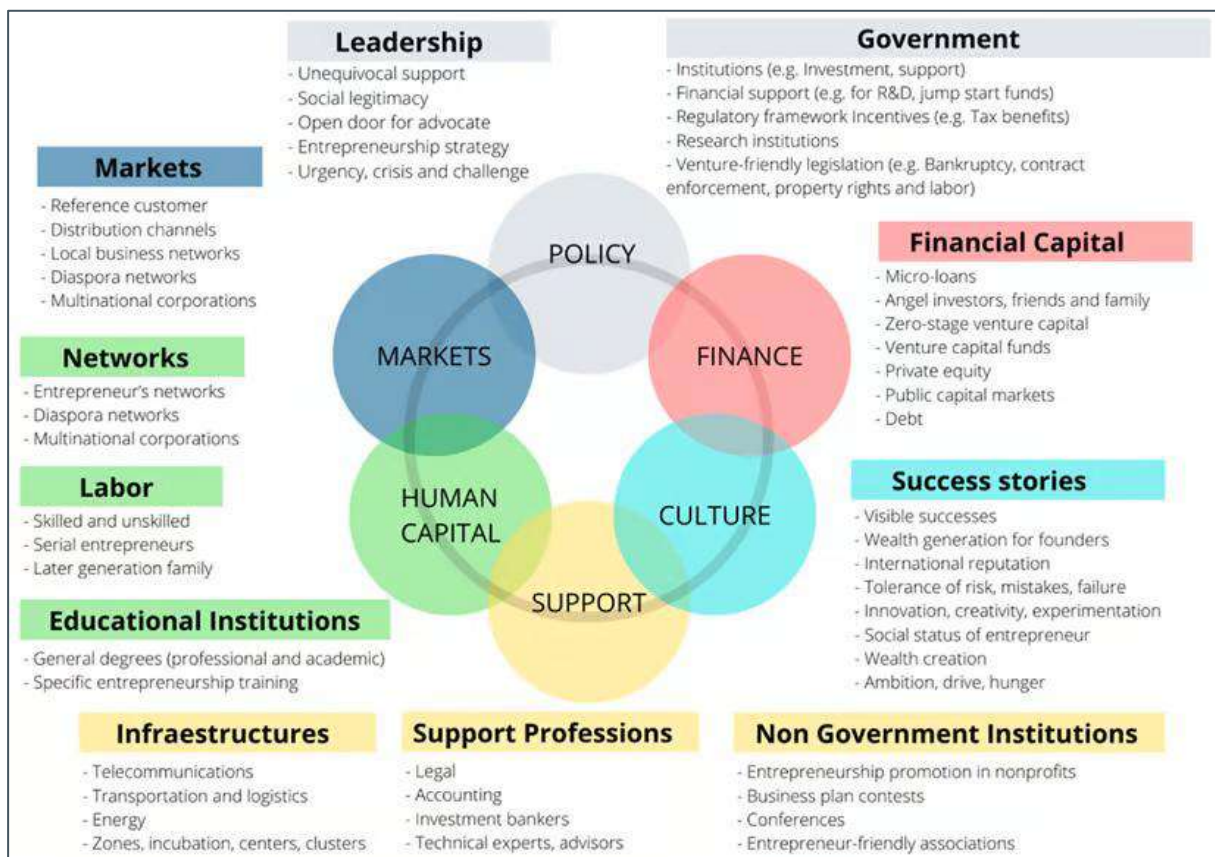 Leadership
- Unequivocal support
- Social legitimacy
- Open door for advocate
- Entrepreneurship strategy
- Urgency, crisis and challenge
Government
- Institutions (e.g. Investment, support)
- Financial support (e.g. for R&D, jump start funds)
- Regulatory framework Incentives (e.g. Tax benefits)
- Research institutions
- Venture-friendly legislation (e.g. Bankruptcy, contract
enforcement, property rights and labor)
Markets
- Reference customer
- Distribution channels
- Local business networks
- Diaspora networks
- Multinational corporations
Networks
- Entrepreneur's networks
- Diaspora networks
- Multinational corporations
Labor
- Skilled and unskilled
- Serial entrepreneurs
- Later generation family
Educational Institutions
- General degrees (professional and academic)
- Specific entrepreneurship training
POLICY
MARKETS
FINANCE
HUMAN
CAPITAL
CULTURE
SUPPORT
Financial Capital
- Micro-loans
- Angel investors, friends and family
- Zero-stage venture capital
- Venture capital funds
- Private equity
- Public capital markets
- Debt
Success stories
- Visible successes
- Wealth generation for founders
- International reputation
- Tolerance of risk, mistakes, failure
- Innovation, creativity, experimentation
- Social status of entrepreneur
- Wealth creation
- Ambition, drive, hunger
Infraestructures
- Telecommunications
- Transportation and logistics
- Energy
- Zones, incubation, centers, clusters
Support Professions
- Legal
- Accounting
- Investment bankers
- Technical experts, advisors
Non Government Institutions
- Entrepreneurship promotion in nonprofits
- Business plan contests
- Conferences
- Entrepreneur-friendly associations